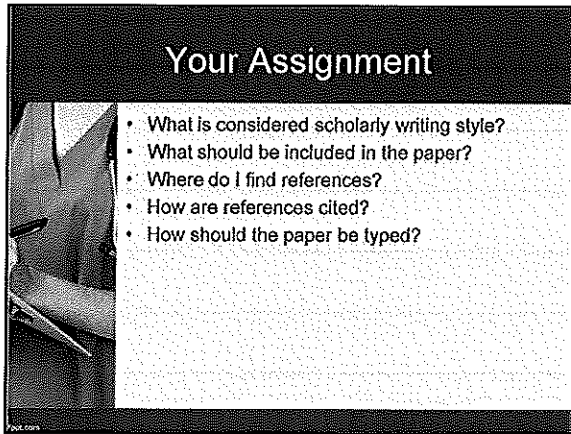 Your Assignment
• What is considered scholarly writing style?
• What should be included in the paper?
• Where do I find references?
• How are references cited?
• How should the paper be typed?